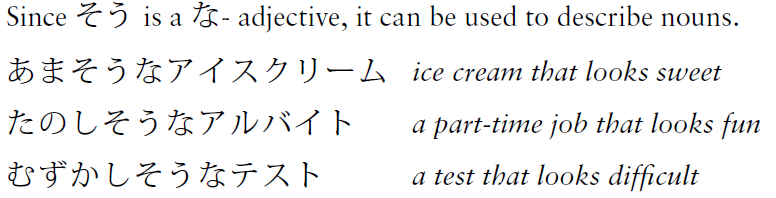 Since そう is a な- adjective, it can be used to describe nouns.
あまそうなアイスクリーム ice cream that looks sweet
たのしそうなアルバイト a part-time job that looks fun
むずかしそうなテスト a test that looks difficult